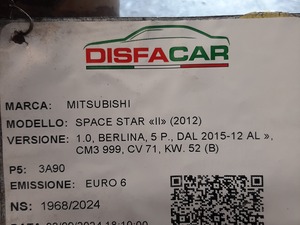 DISFACAR
MARCA: MITSUBISHI
MODELLO: SPACE STAR «II» (2012)
VERSIONE: 1.0, BERLINA, 5 P., DAL 2015-12 AL »,
CM3 999, CV 71, KW. 52 (B)
P5: 3A90
EMISSIONE: EURO 6
NS: 1968/2024